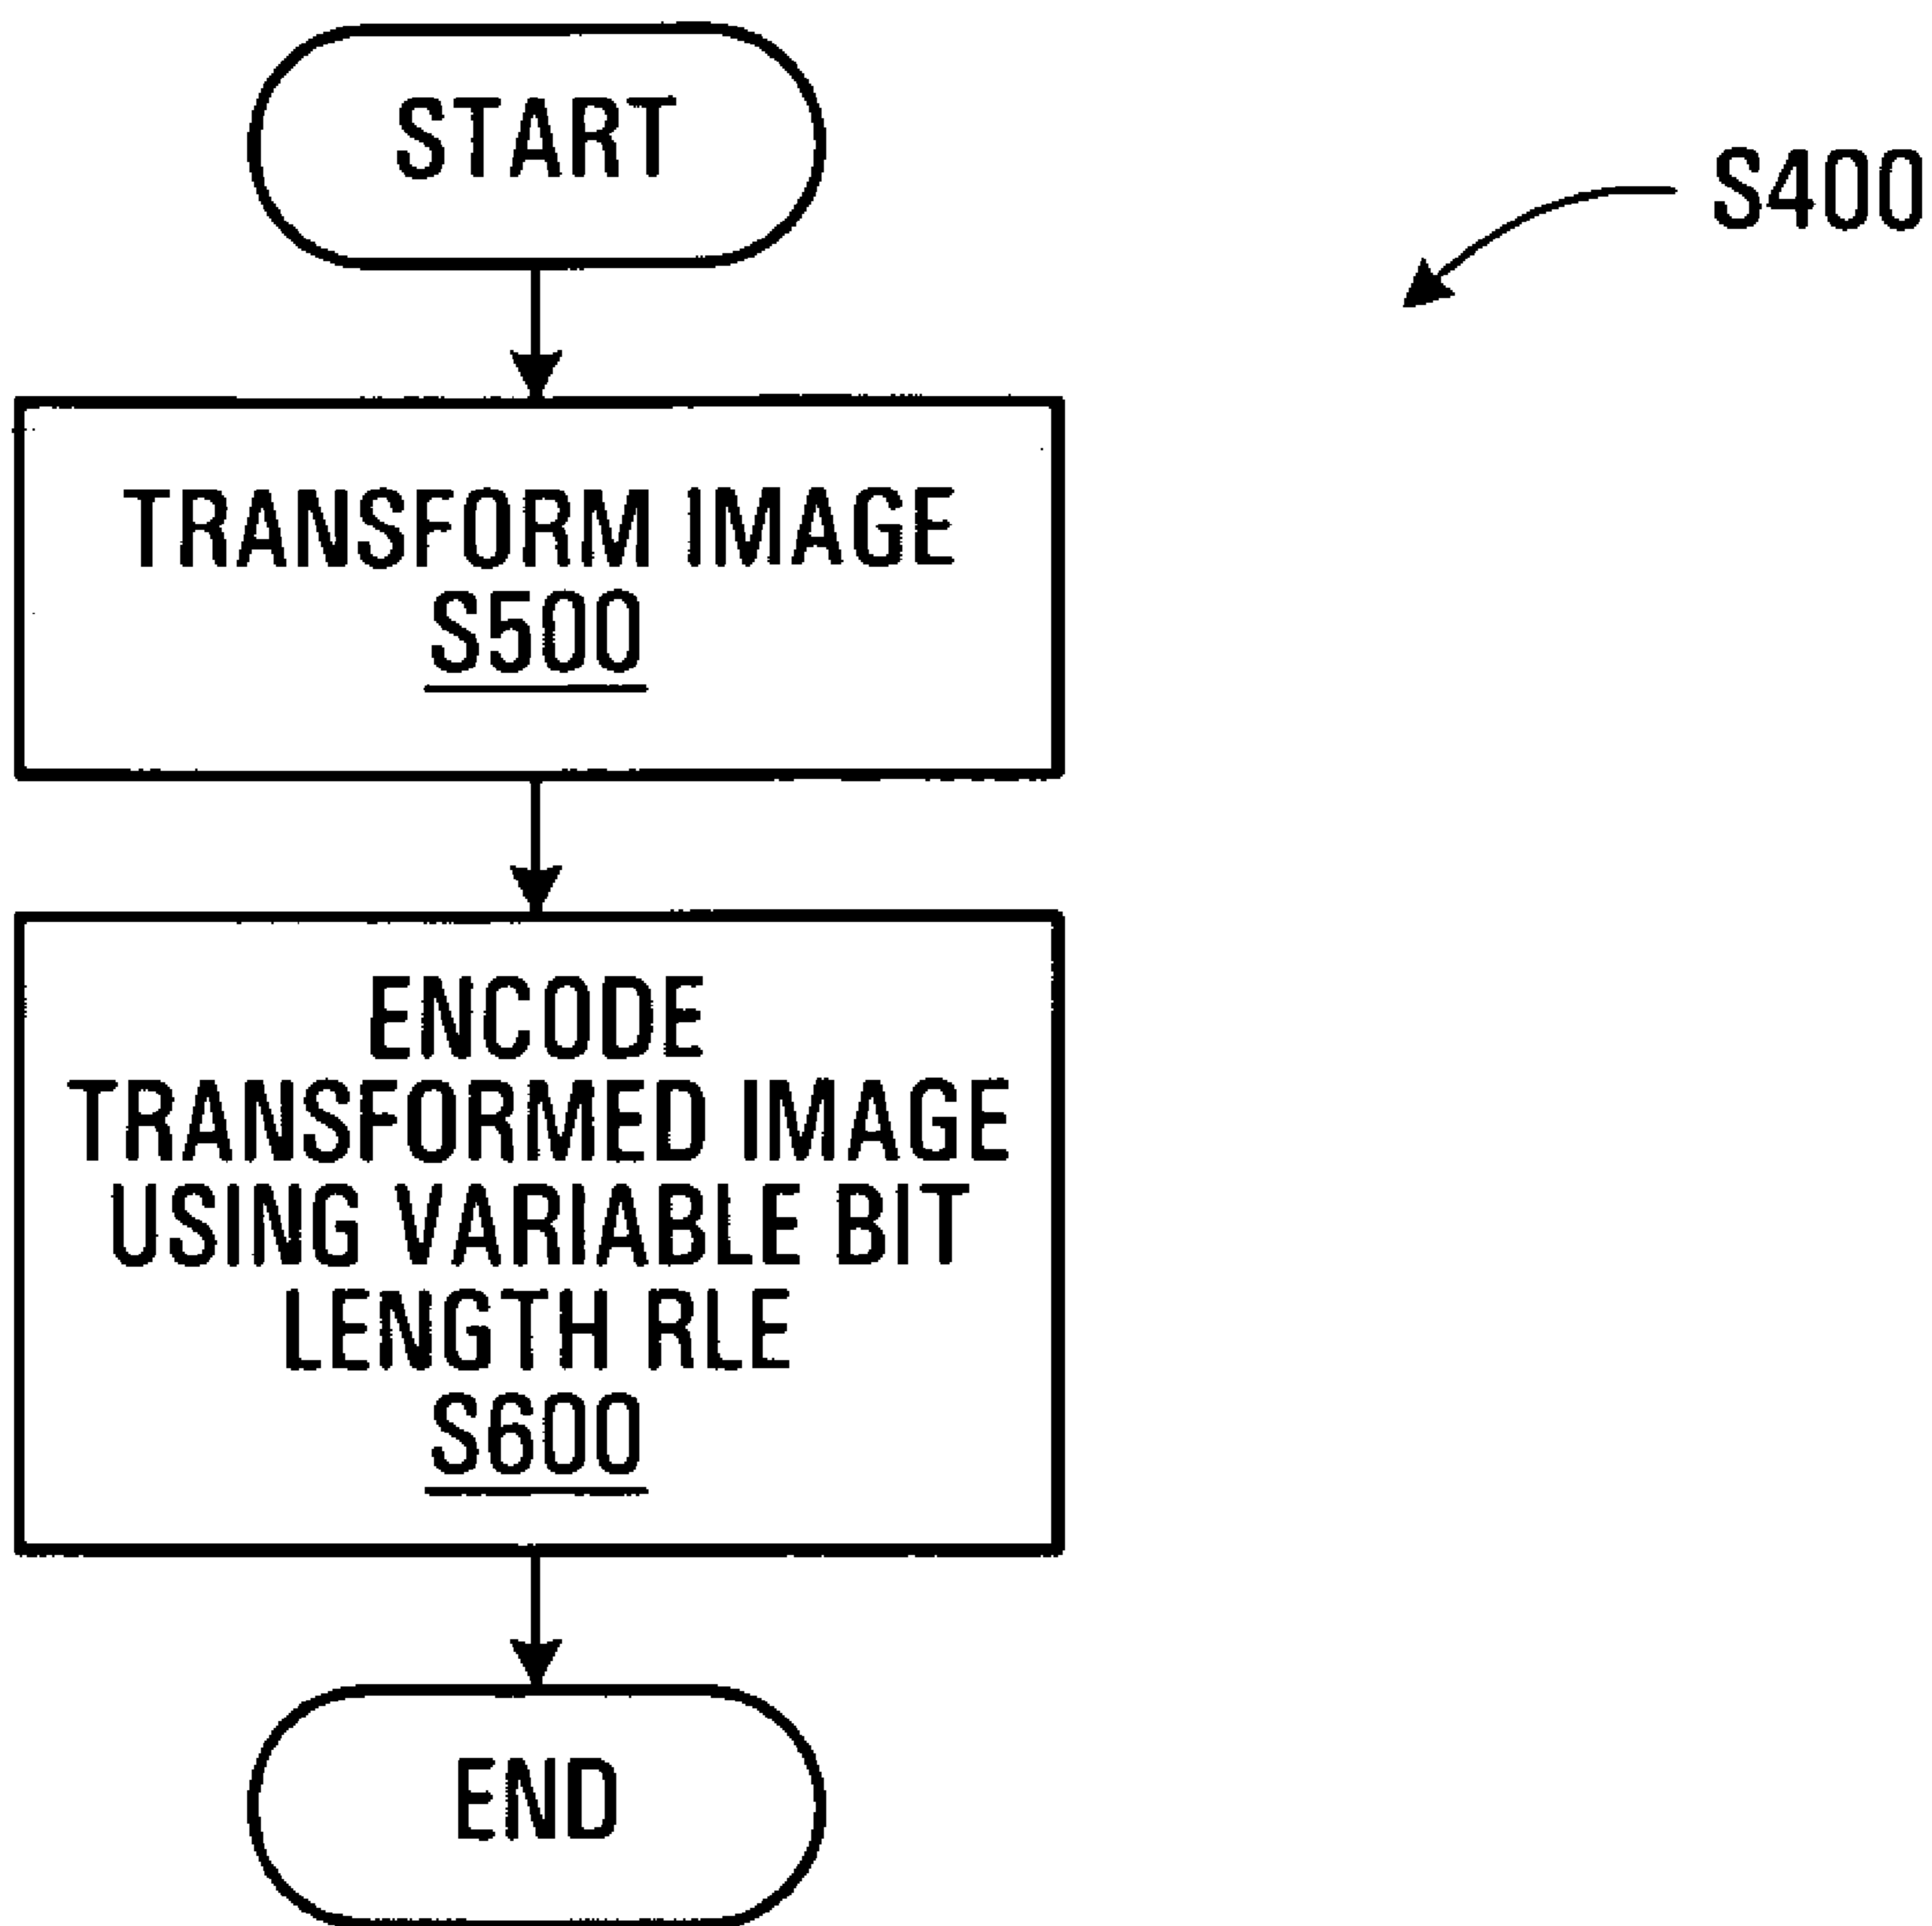 START
S400
TRANSFORM IMAGE
S500
ENCODE
TRANSFORMED IMAGE
USING VARIABLE BIT
LENGTH RLE
S600
END